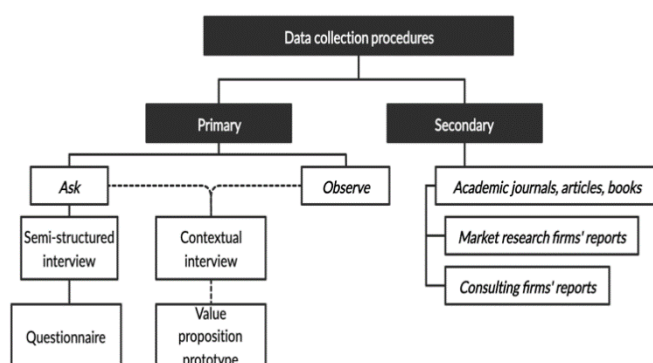 Data collection procedures
Primary
Secondary
Ask
Observe
Academic journals, articles, books
Semi-structured
interview
Contextual
interview
Market research firms' reports
Consulting firms' reports
Questionnaire
Value
proposition
prototype